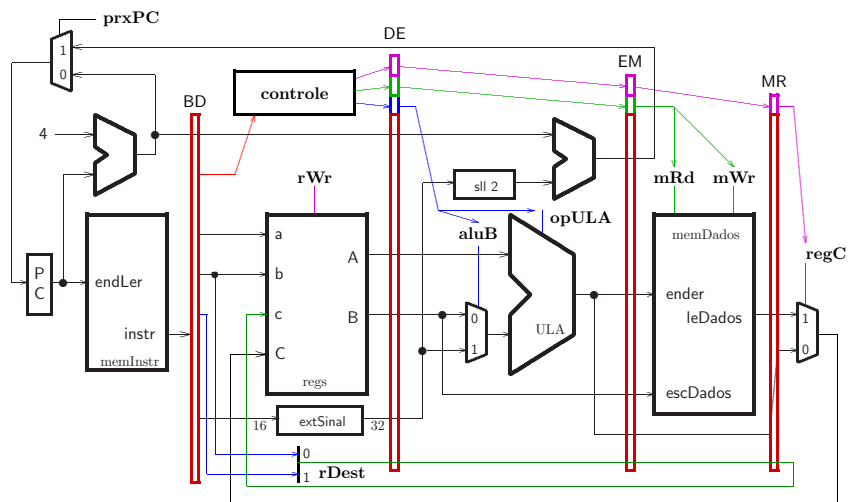 prxPC
DE
1
EM
0
BD
MR
controle
4
rWr
sll 2
mRd
mWr
opULA
aluB
memDados
regC
a
A
P
C
endLer
b
ender
c
B
0
leDados
1
instr
ULA
C
1
0
memInstr
regs
escDados
16
extSinal
32
0
rDest
1